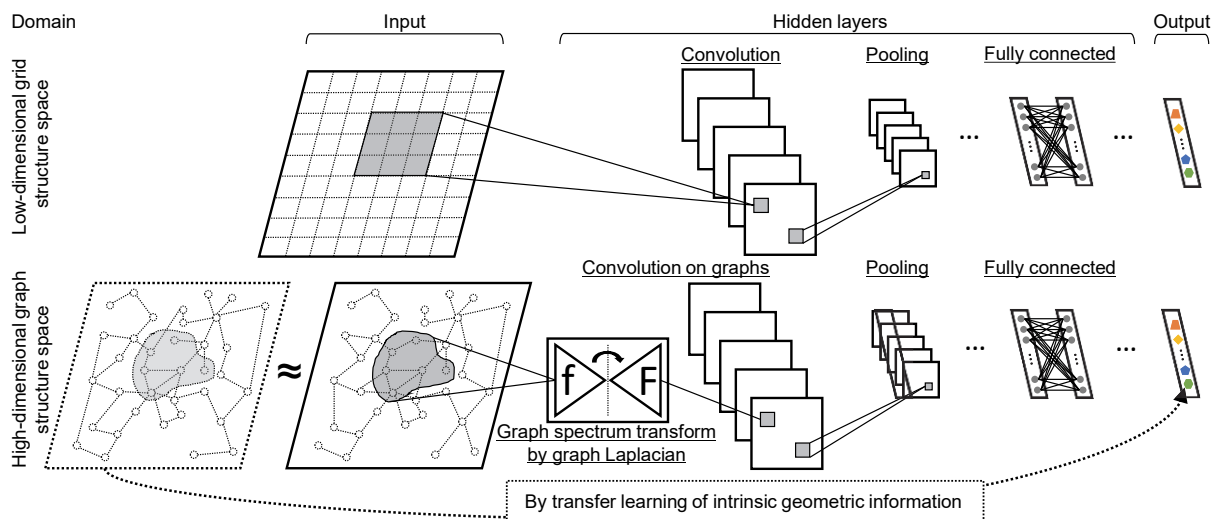 Domain
Input
Hidden layers
Output
Low-dimensional grid
structure space
Convolution
Pooling
Fully connected
...
...
High-dimensional graph
structure space
≈
f
F
Graph spectrum transform
by graph Laplacian
Convolution on graphs
Pooling
Fully connected
...
...
By transfer learning of intrinsic geometric information